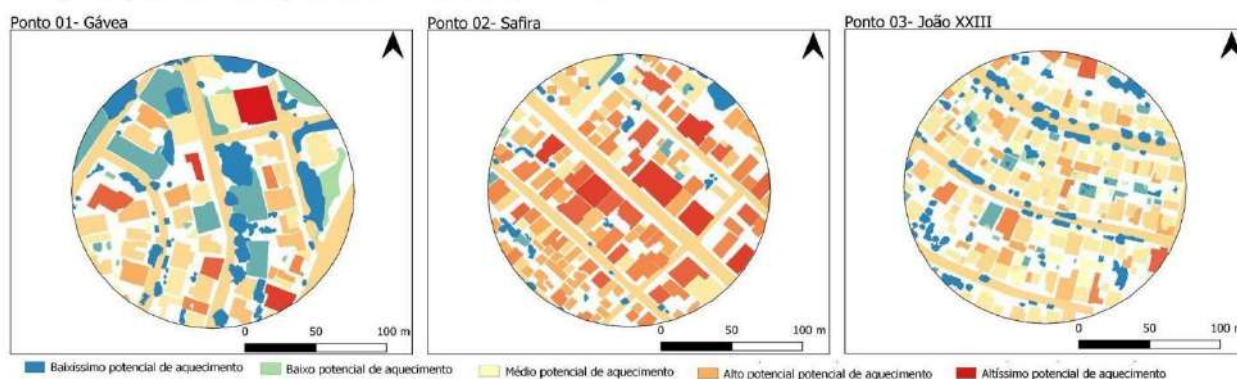 Ponto 01- Gávea
Ponto 02- Safira
Ponto 03- João XXIII
0 50 100 m
0 50 100 m
0 50 100 m
Baixíssimo potencial de aquecimento
Baixo potencial de aquecimento
Médio potencial de aquecimento
Alto potencial potencial de aquecimento
Altíssimo potencial de aquecimento